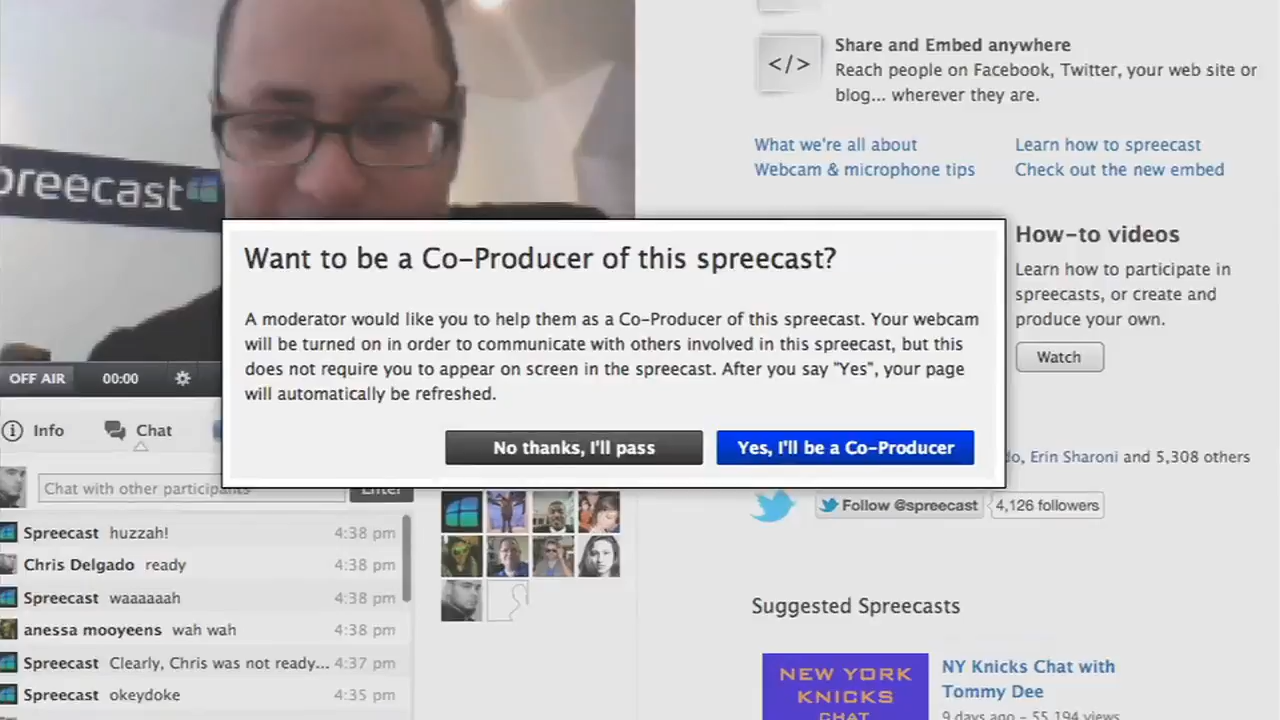 Share and Embed anywhere
</>
Reach people on Facebook, Twitter, your web site or
blog... wherever they are.
What we're all about
Learn how to spreecast
Webcam & microphone tips
Check out the new embed
preecast
How-to videos
Learn how to participate in
spreecasts, or create and
produce your own.
Watch
Want to be a Co-Producer of this spreecast?
A moderator would like you to help them as a Co-Producer of this spreecast. Your webcam
will be turned on in order to communicate with others involved in this spreecast, but this
does not require you to appear on screen in the spreecast. After you say "Yes", your page
will automatically be refreshed.
No thanks, I'll pass
Yes, I'll be a Co-Producer
OFF AIR 00:00
Info Chat
Chat with other participants
Enter
Spreecast huzzah! 4:38 pm
Chris Delgado ready 4:38 pm
Spreecast waaaaaah 4:38 pm
anessa mooyeens wah wah 4:38 pm
Spreecast Clearly, Chris was not ready... 4:37 pm
Spreecast okeydoke 4:35 pm
do, Erin Sharoni and 5,308 others
Follow @spreecast 4,126 followers
Suggested Spreecasts
NEW YORK
KNICKS
CHAT
NY Knicks Chat with
Tommy Dee
9 days ago – 55,194 views